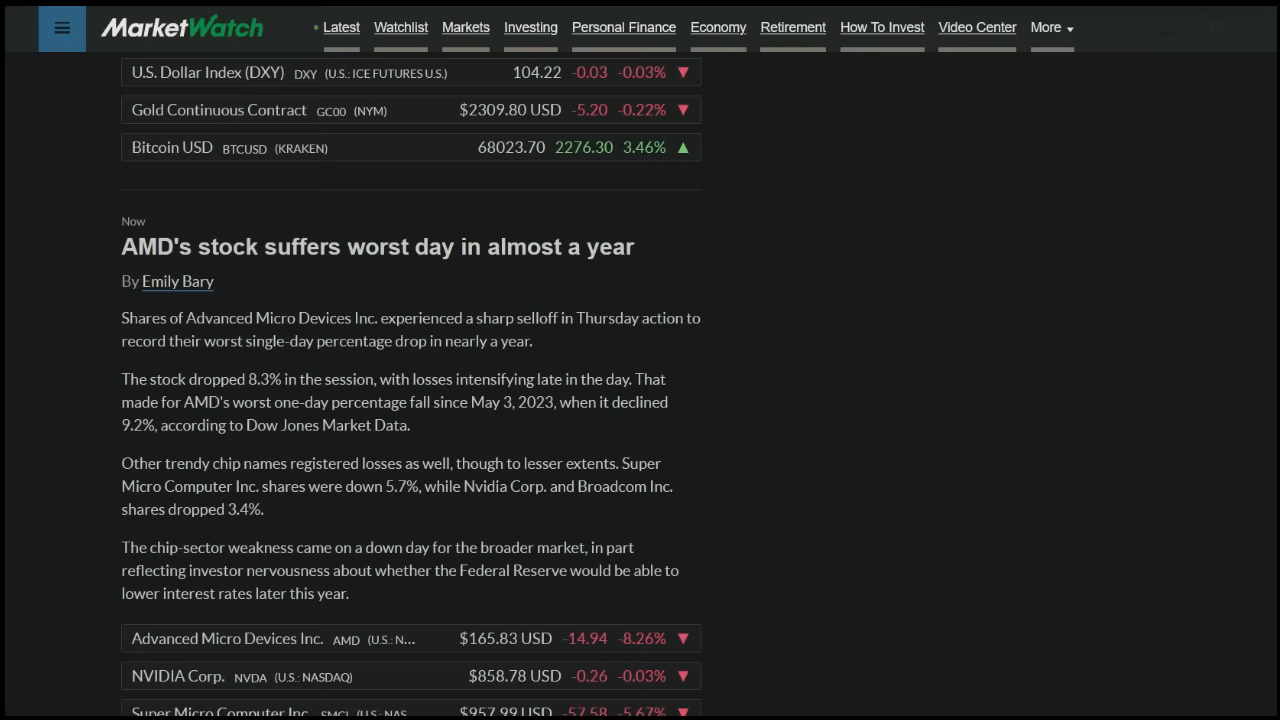 MarketWatch
Latest Watchlist Markets Investing Personal Finance Economy Retirement How To Invest Video Center More
U.S. Dollar Index (DXY) DXY (U.S.: ICE FUTURES U.S.) 104.22 -0.03 -0.03%
Gold Continuous Contract GC00 (NYM) $2309.80 USD -5.20 -0.22%
Bitcoin USD BTCUSD (KRAKEN) 68023.70 2276.30 3.46%
Now
AMD's stock suffers worst day in almost a year
By Emily Bary
Shares of Advanced Micro Devices Inc. experienced a sharp selloff in Thursday action to
record their worst single-day percentage drop in nearly a year.
The stock dropped 8.3% in the session, with losses intensifying late in the day. That
made for AMD's worst one-day percentage fall since May 3, 2023, when it declined
9.2%, according to Dow Jones Market Data.
Other trendy chip names registered losses as well, though to lesser extents. Super
Micro Computer Inc. shares were down 5.7%, while Nvidia Corp. and Broadcom Inc.
shares dropped 3.4%.
The chip-sector weakness came on a down day for the broader market, in part
reflecting investor nervousness about whether the Federal Reserve would be able to
lower interest rates later this year.
Advanced Micro Devices Inc. AMD (U.S.: N... $165.83 USD -14.94 -8.26%
NVIDIA Corp. NVDA (U.S.: NASDAQ) $858.78 USD -0.26 -0.03%
Super Micro Computer Inc. SMCI (U.S.: NAS... $957.99 USD -57.58 -5.67%